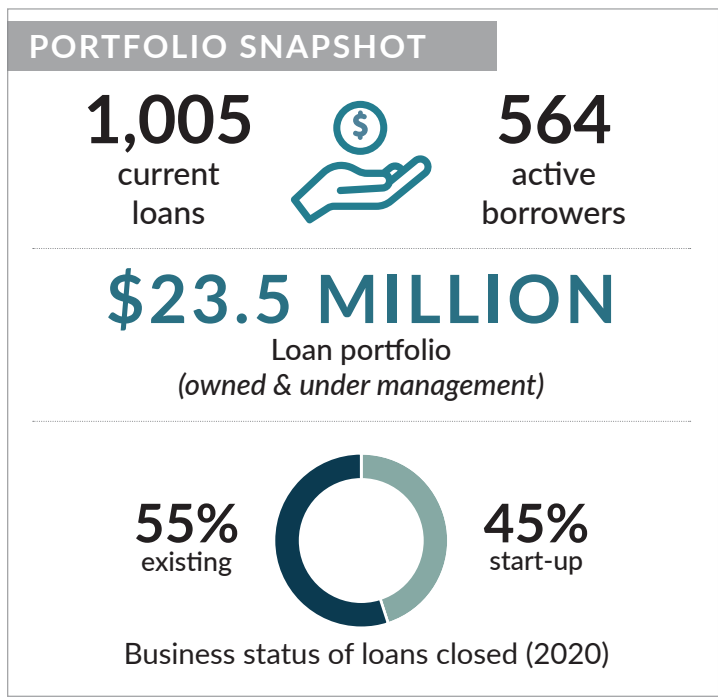 PORTFOLIO SNAPSHOT
1,005
current
loans
$
564
active
borrowers
$23.5 MILLION
Loan portfolio
(owned & under management)
55%
existing
45%
start-up
Business status of loans closed (2020)